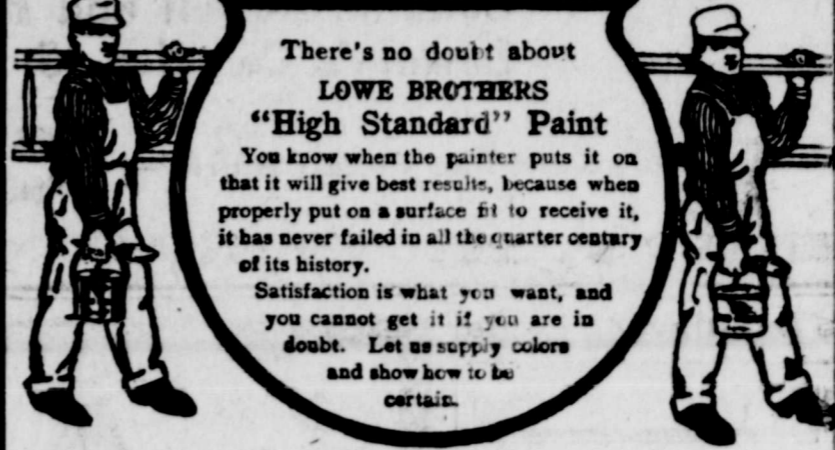 There's no doubt about
LOWE BROTHERS
"High Standard" Paint
You know when the painter puts it on
that it will give best results, because when
properly put on a surface fit to receive it,
it has never failed in all the quarter century
of its history.
Satisfaction is what you want, and
you cannot get it if you are in
doubt. Let us supply colors
and show how to be
certain.